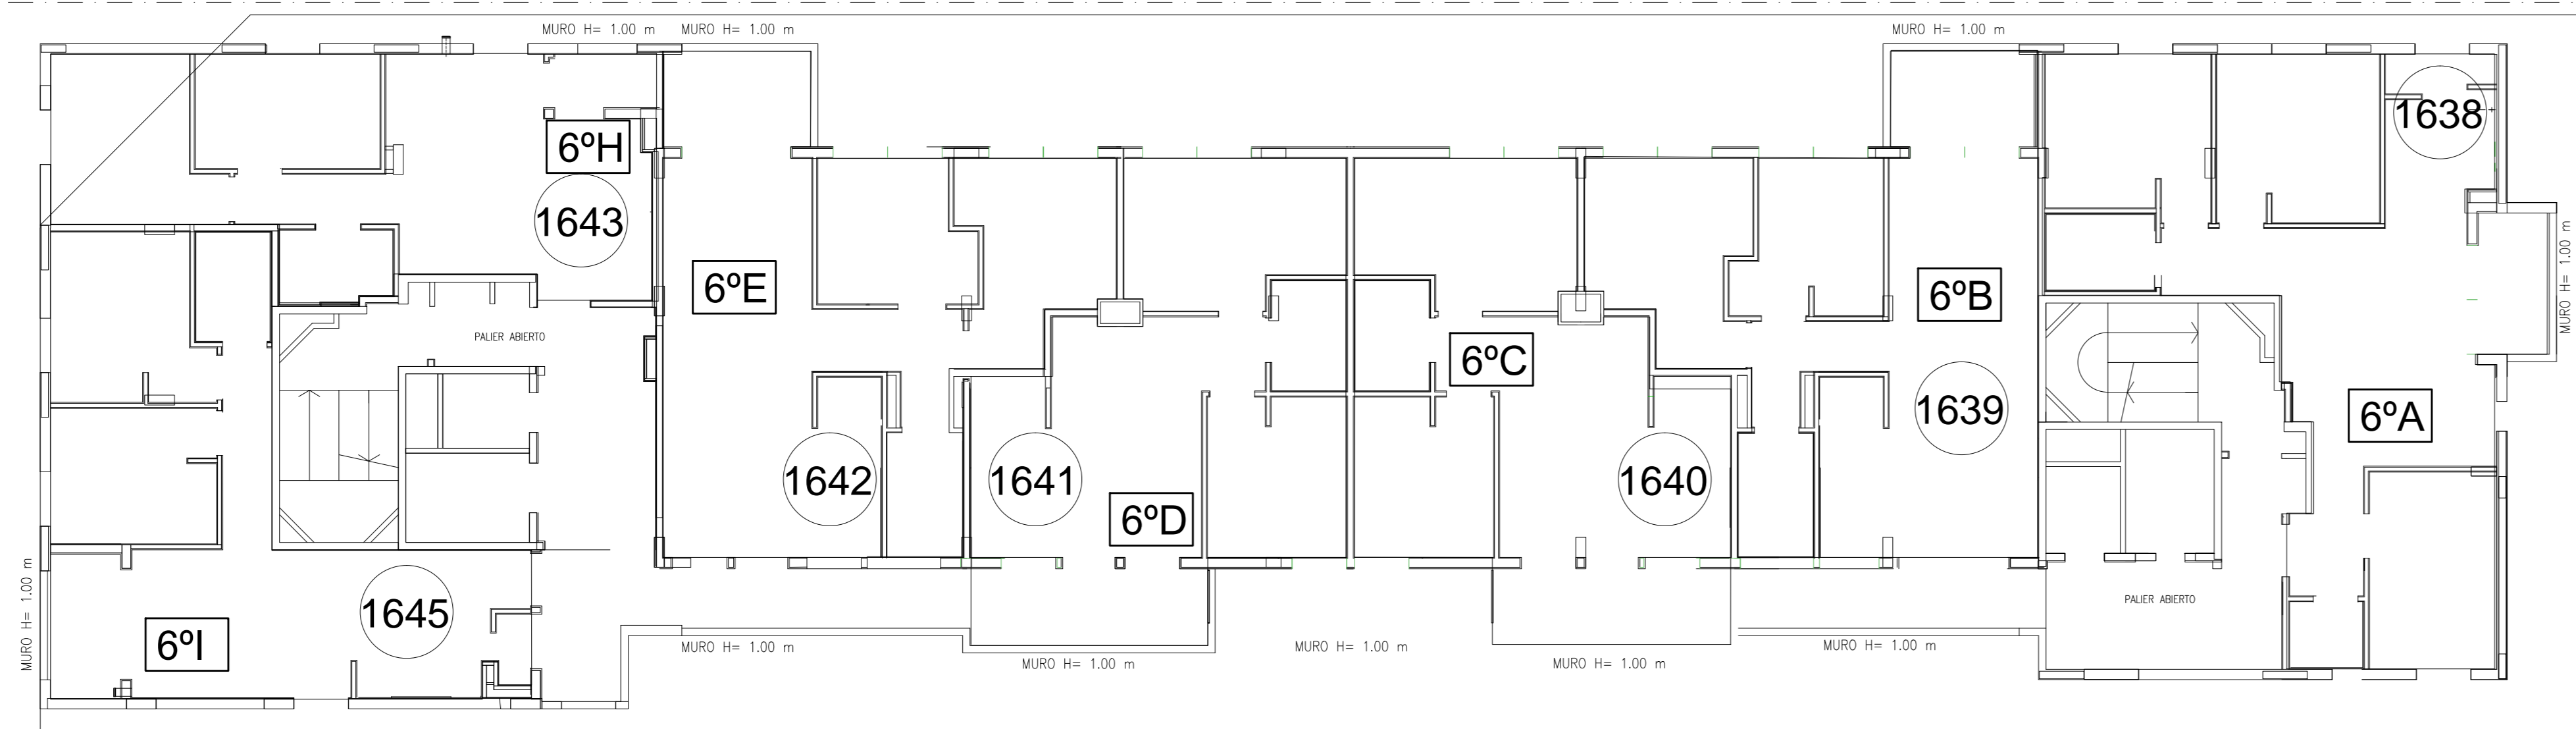 MURO H= 1.00 m
MURO H= 1.00 m
MURO H= 1.00 m
1638
6ºH
1643
6ºE
6ºB
MURO H= 1.00 m
PALIER ABIERTO
6ºC
1639
6ºA
1642
1641
1640
6ºD
MURO H= 1.00 m
1645
PALIER ABIERTO
6ºI
MURO H= 1.00 m
MURO H= 1.00 m
MURO H= 1.00 m
MURO H= 1.00 m
MURO H= 1.00 m